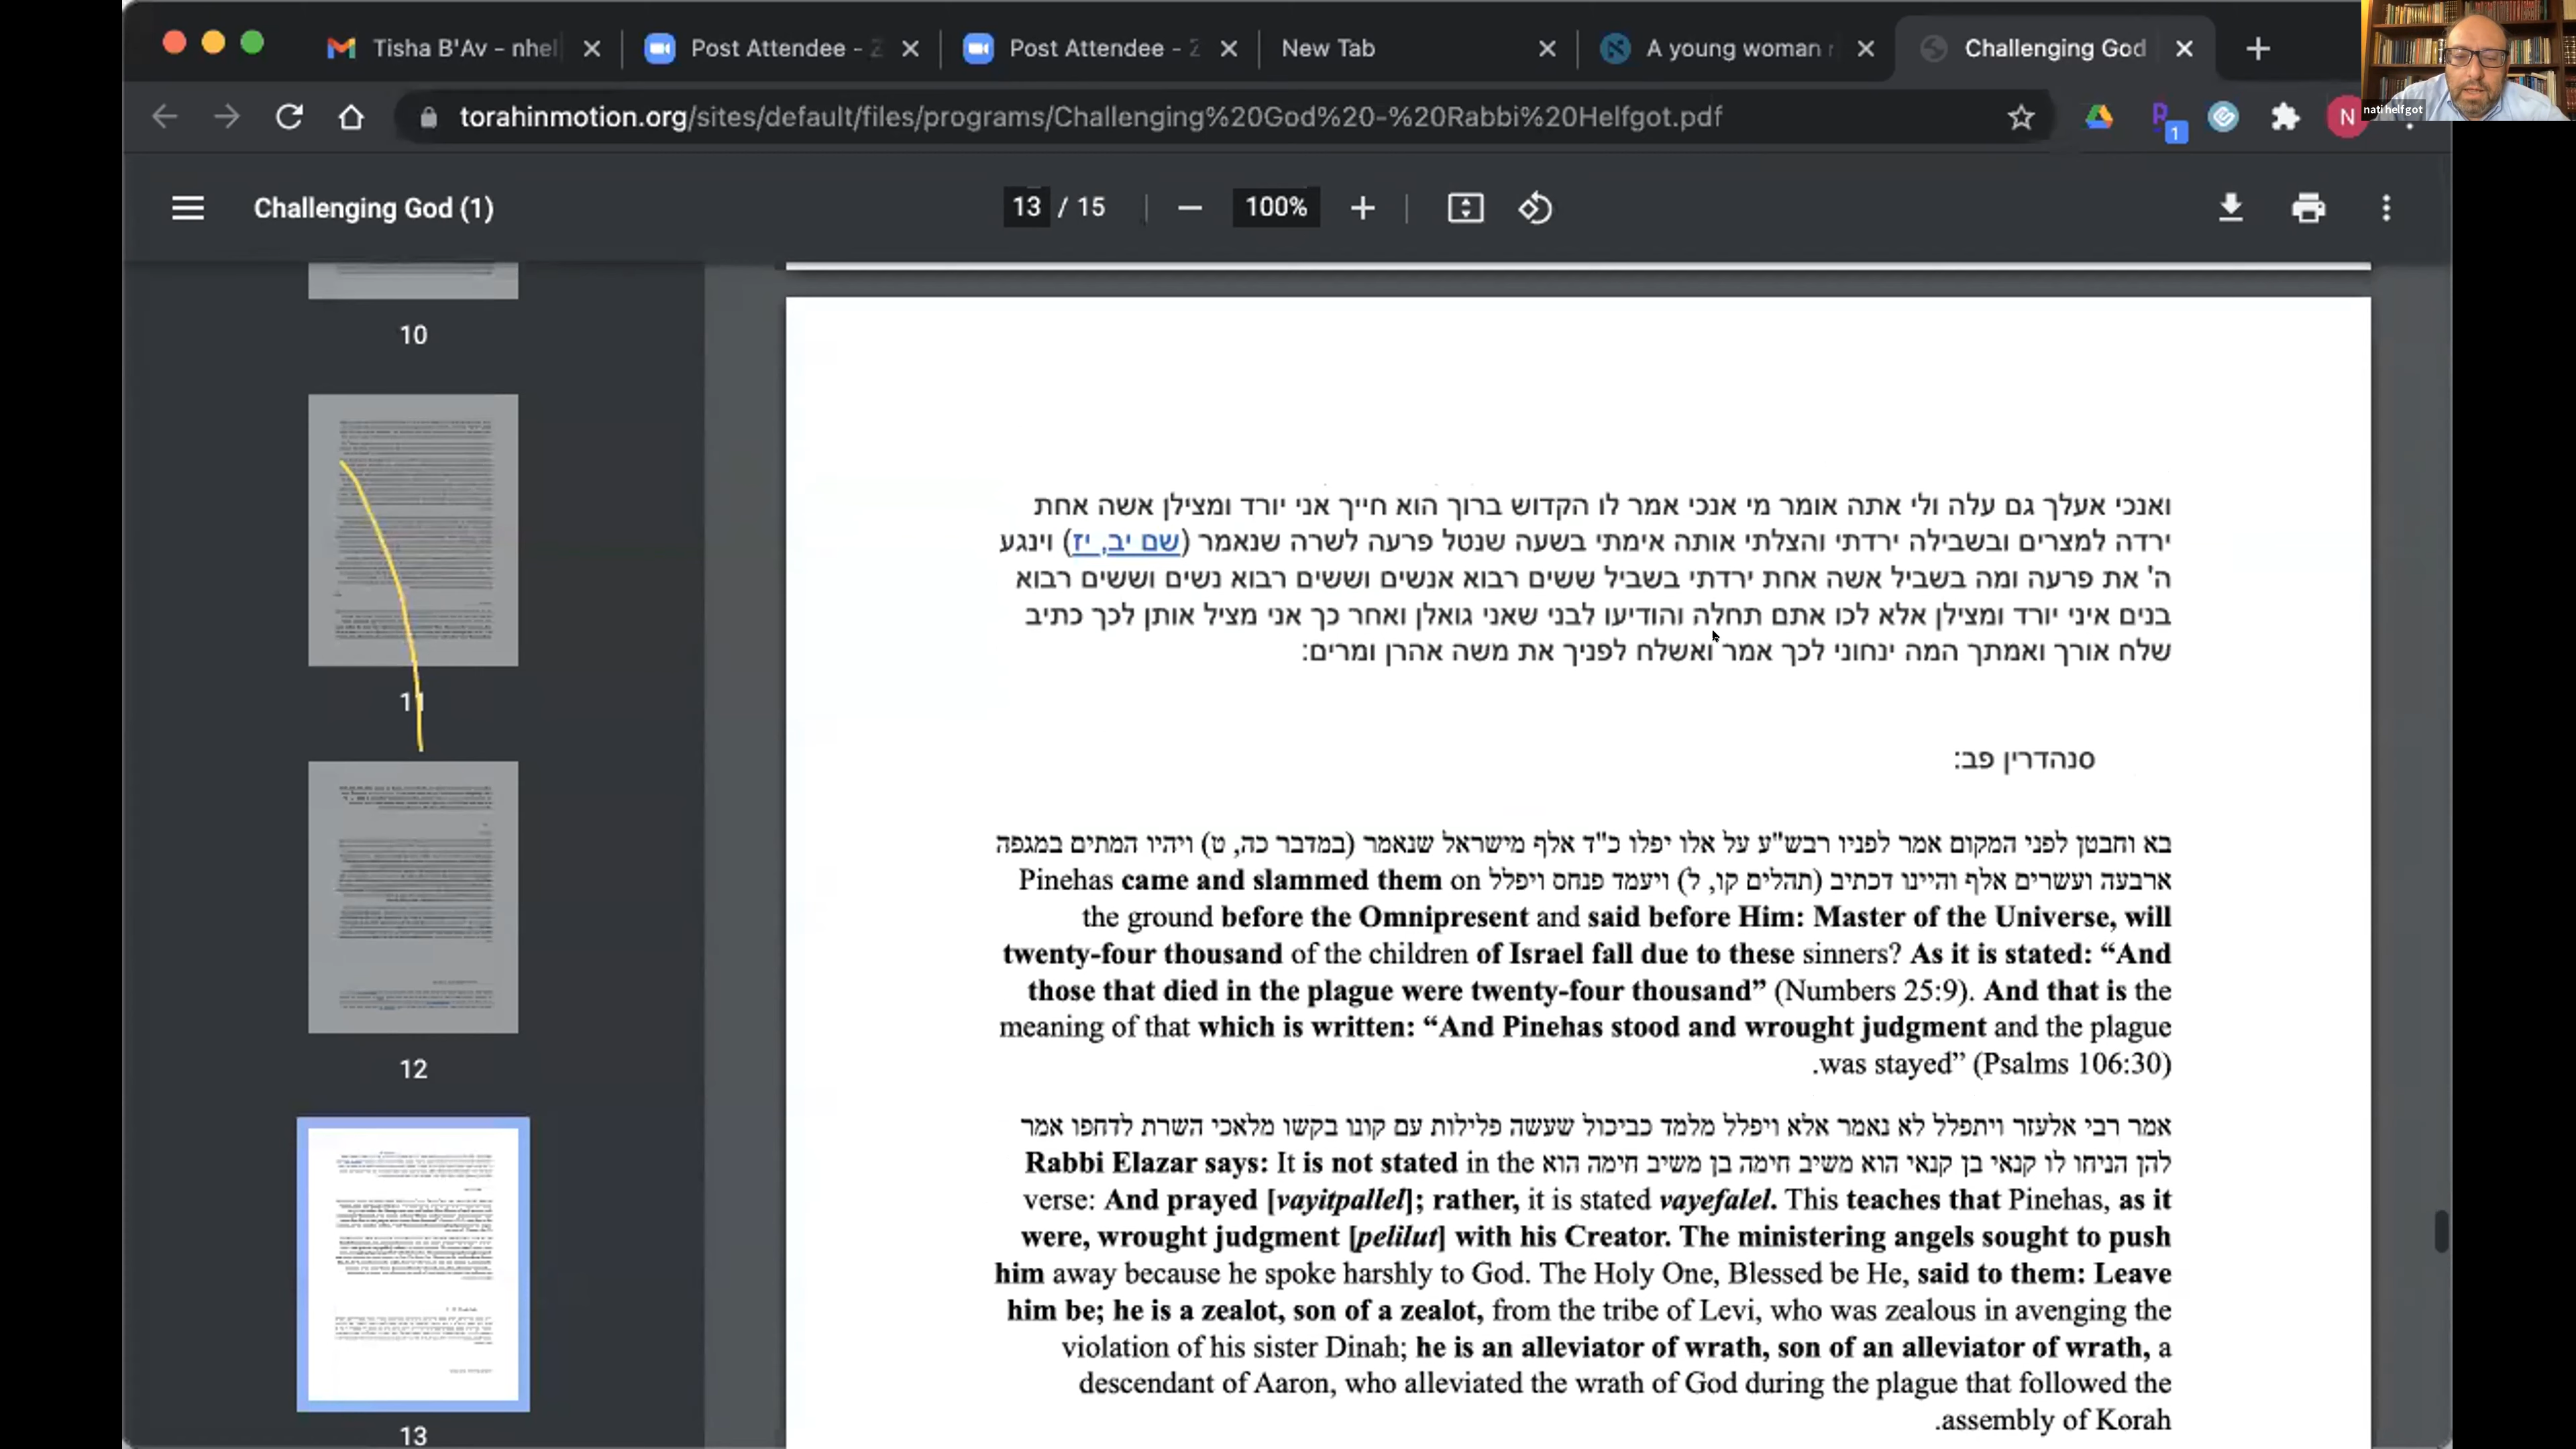 Tisha B'Av - nhel
Post Attendee -
Post Attendee -
New Tab
A young woman
Challenging God
torahinmotion.org/sites/default/files/programs/Challenging%20God%20-%20Rabbi%20Helfgot.pdf
1
N
nati helfgot
Challenging God (1)
13 / 15
100%
10
11
12
13
ואנכי אעלך גם עלה ולי אתה אומר מי אנכי אמר לו הקדוש ברוך הוא חייך אני יורד ומצילן אשה אחת
ירדה למצרים ובשבילה ירדתי והצלתי אותה אימתי בשעה שנטל פרעה לשרה שנאמר (שם יב, יז) וינגע
ה' את פרעה ומה בשביל אשה אחת ירדתי בשביל ששים רבוא אנשים וששים רבוא נשים וששים רבוא
בנים איני יורד ומצילן אלא לכו אתם תחלה והודיעו לבני שאני גואלן ואחר כך אני מציל אותן לכך כתיב
שלח אורך ואמתך המה ינחוני לכך אמר ואשלח לפניך את משה אהרן ומרים:
סנהדרין פב:
בא וחבטן לפני המקום אמר לפניו רבש"ע על אלו יפלו כ"ד אלף מישראל שנאמר (במדבר כה, ט) ויהיו המתים במגפה
ארבעה ועשרים אלף והיינו דכתיב (תהלים קו, ל) ויעמד פנחס ויפלל Pinehas came and slammed them on
the ground before the Omnipresent and said before Him: Master of the Universe, will
twenty-four thousand of the children of Israel fall due to these sinners? As it is stated: “And
those that died in the plague were twenty-four thousand” (Numbers 25:9). And that is the
meaning of that which is written: “And Pinehas stood and wrought judgment and the plague
.was stayed” (Psalms 106:30)
אמר רבי אלעזר ויתפלל לא נאמר אלא ויפלל מלמד כביכול שעשה פלילות עם קונו בקשו מלאכי השרת לדחפו אמר
להן הניחו לו קנאי בן קנאי הוא משיב חימה בן משיב חימה הוא Rabbi Elazar says: It is not stated in the
verse: And prayed [vayitpallel]; rather, it is stated vayefalel. This teaches that Pinehas, as it
were, wrought judgment [pelilut] with his Creator. The ministering angels sought to push
him away because he spoke harshly to God. The Holy One, Blessed be He, said to them: Leave
him be; he is a zealot, son of a zealot, from the tribe of Levi, who was zealous in avenging the
violation of his sister Dinah; he is an alleviator of wrath, son of an alleviator of wrath, a
descendant of Aaron, who alleviated the wrath of God during the plague that followed the
.assembly of Korah